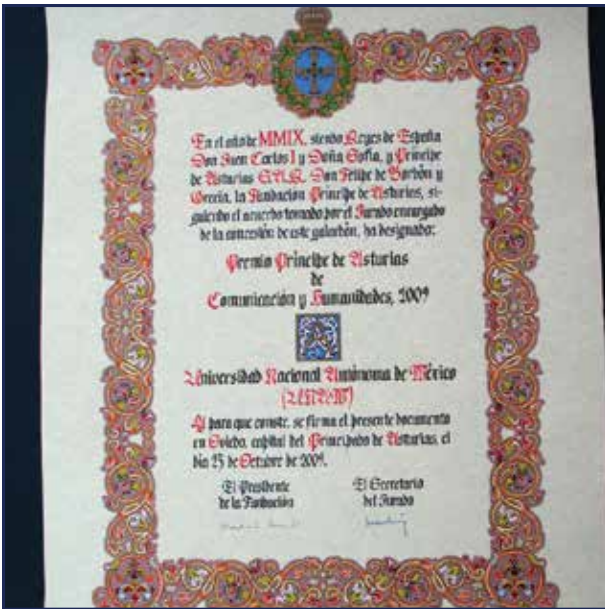 En el año de MMIX, siendo Reyes de España
Don Juan Carlos I y Doña Sofía, y Príncipe
de Asturias S.A.R. Don Felipe de Borbón y
Grecia, la Fundación Príncipe de Asturias, si-
guiendo el acuerdo tomado por el Jurado encargado
de la concesión de este galardón, ha designado:
Premio Príncipe de Asturias
de
Comunicación y Humanidades, 2009
A
Universidad Nacional Autónoma de México
(UNAM)
Y para que conste, se firma el presente documento
en Oviedo, capital del Principado de Asturias, el
día 23 de Octubre de 2009.
El Presidente
de la Fundación
El Secretario
del Jurado